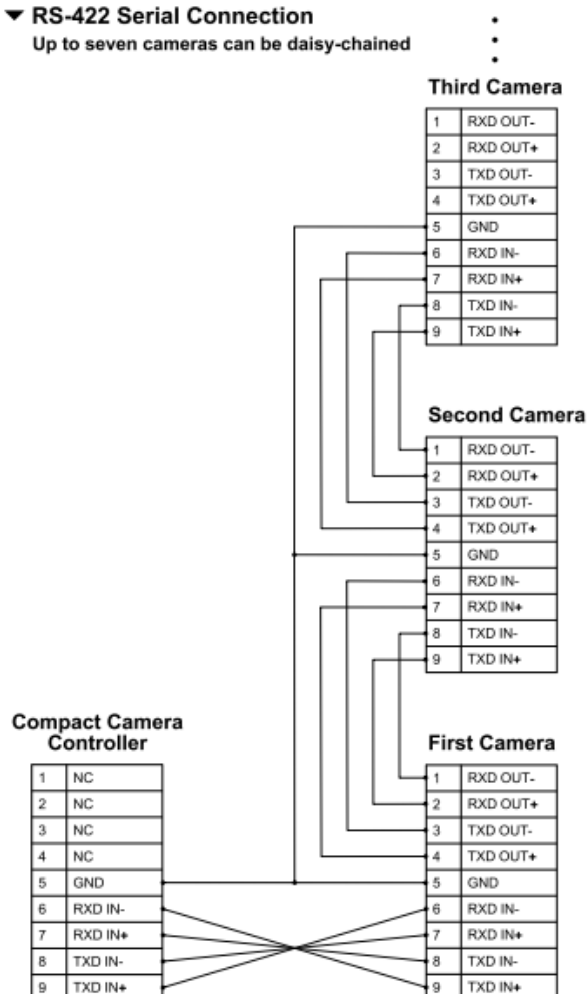 ▼ RS-422 Serial Connection
Up to seven cameras can be daisy-chained
Third Camera
1 RXD OUT-
2 RXD OUT+
3 TXD OUT-
4 TXD OUT+
5 GND
6 RXD IN-
7 RXD IN+
8 TXD IN-
9 TXD IN+
Second Camera
1 RXD OUT-
2 RXD OUT+
3 TXD OUT-
4 TXD OUT+
5 GND
6 RXD IN-
7 RXD IN+
8 TXD IN-
9 TXD IN+
Compact Camera
Controller
1 NC
2 NC
3 NC
4 NC
5 GND
6 RXD IN-
7 RXD IN+
8 TXD IN-
9 TXD IN+
First Camera
1 RXD OUT-
2 RXD OUT+
3 TXD OUT-
4 TXD OUT+
5 GND
6 RXD IN-
7 RXD IN+
8 TXD IN-
9 TXD IN+